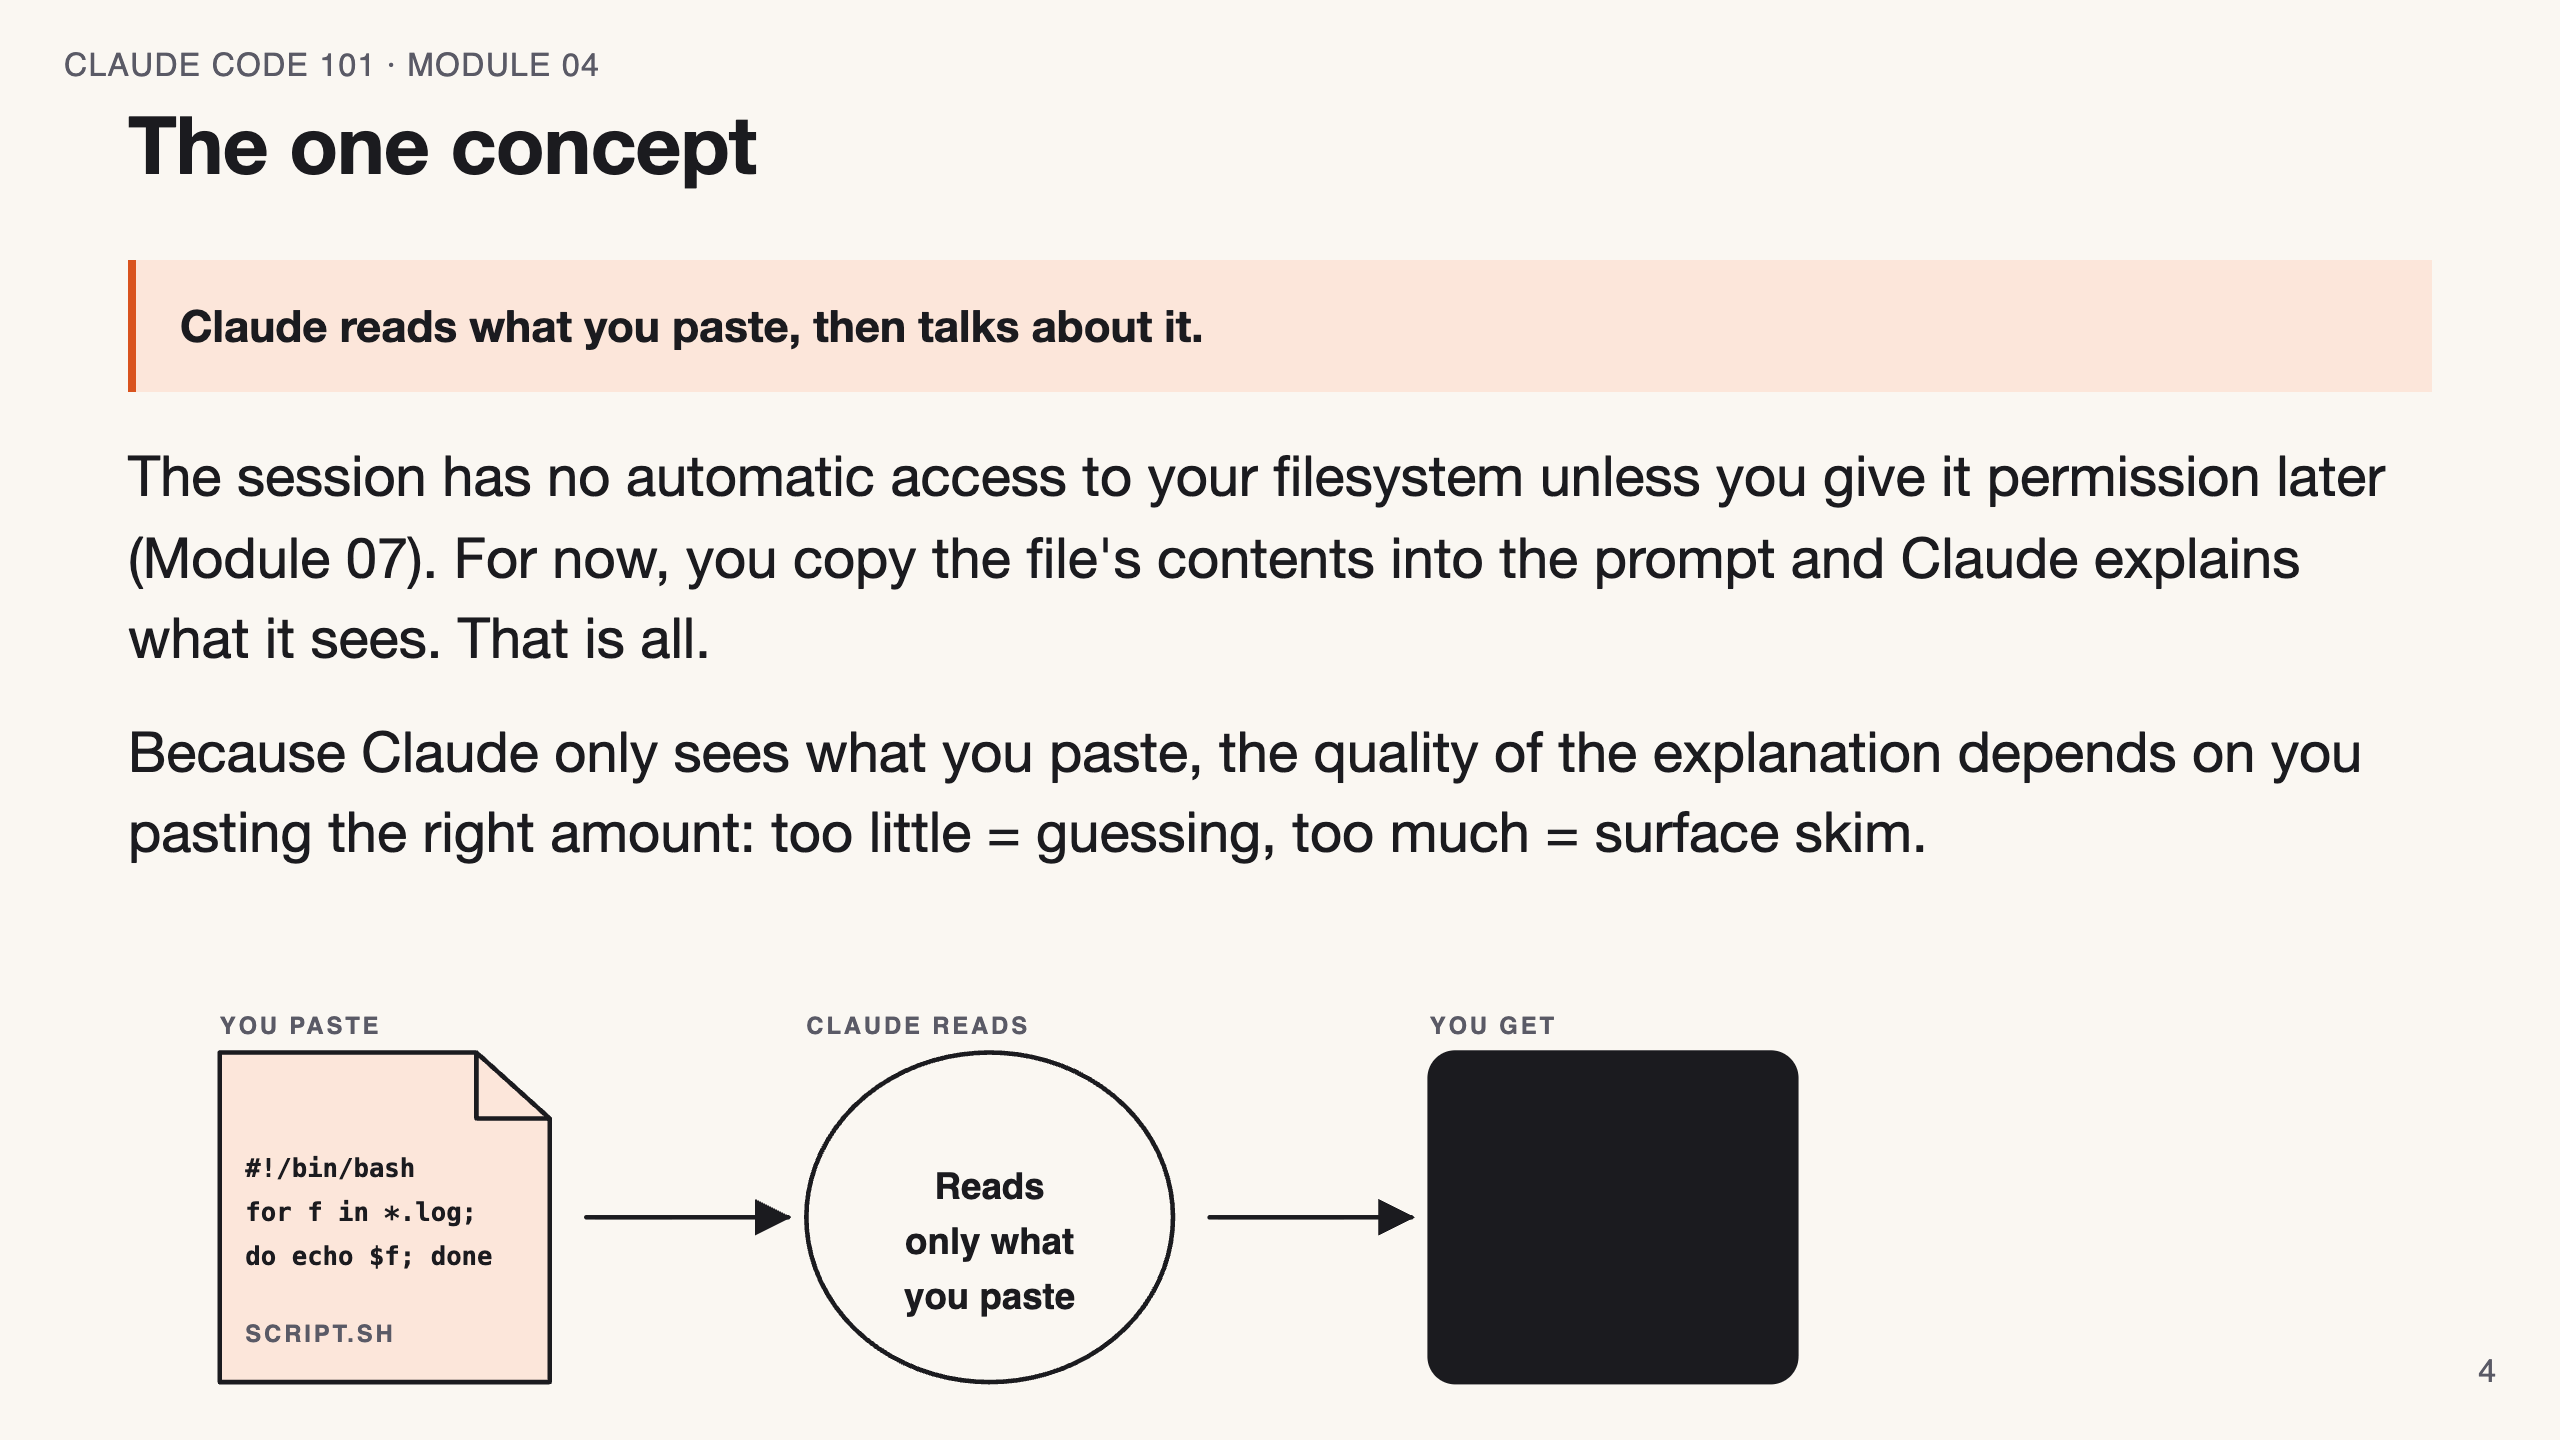 CLAUDE CODE 101 · MODULE 04
The one concept
Claude reads what you paste, then talks about it.
The session has no automatic access to your filesystem unless you give it permission later
(Module 07). For now, you copy the file's contents into the prompt and Claude explains
what it sees. That is all.
Because Claude only sees what you paste, the quality of the explanation depends on you
pasting the right amount: too little = guessing, too much = surface skim.
YOU PASTE
#!/bin/bash
for f in *.log;
do echo $f; done
SCRIPT.SH
CLAUDE READS
Reads
only what
you paste
YOU GET
4